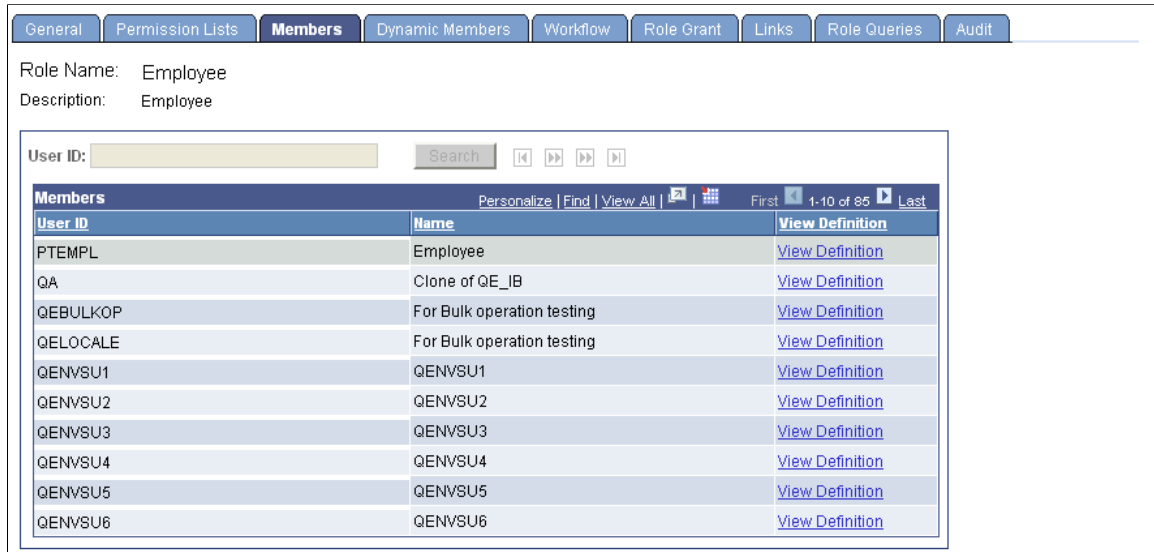 General Permission Lists Members Dynamic Members Workflow Role Grant Links Role Queries Audit
Role Name: Employee
Description: Employee
User ID: Search
Members Personalize | Find | View All | | First 1-10 of 85 Last
User ID Name View Definition
PTEMPL Employee View Definition
QA Clone of QE_IB View Definition
QEBULKOP For Bulk operation testing View Definition
QELOCALE For Bulk operation testing View Definition
QENVSU1 QENVSU1 View Definition
QENVSU2 QENVSU2 View Definition
QENVSU3 QENVSU3 View Definition
QENVSU4 QENVSU4 View Definition
QENVSU5 QENVSU5 View Definition
QENVSU6 QENVSU6 View Definition